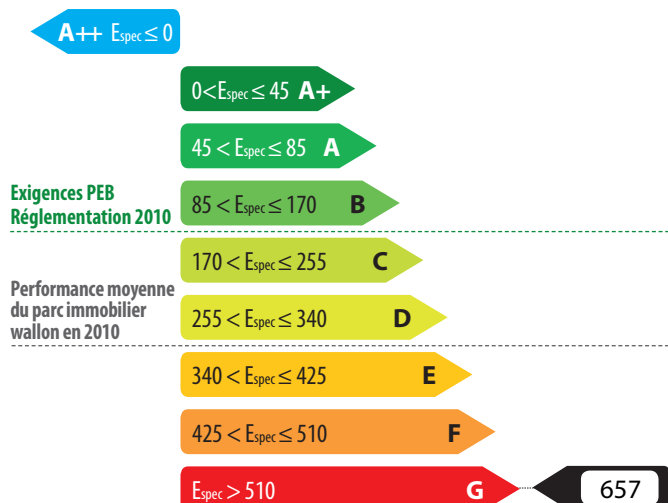 A++ Espec ≤ 0
0<Espec ≤ 45 A+
45 < Espec ≤ 85 A
Exigences PEB
Réglementation 2010
85 < Espec ≤ 170 B
170 < Espec ≤ 255 C
Performance moyenne
du parc immobilier
wallon en 2010
255 < Espec ≤ 340 D
340 < Espec ≤ 425 E
425 < Espec ≤ 510 F
Espec > 510 G 657